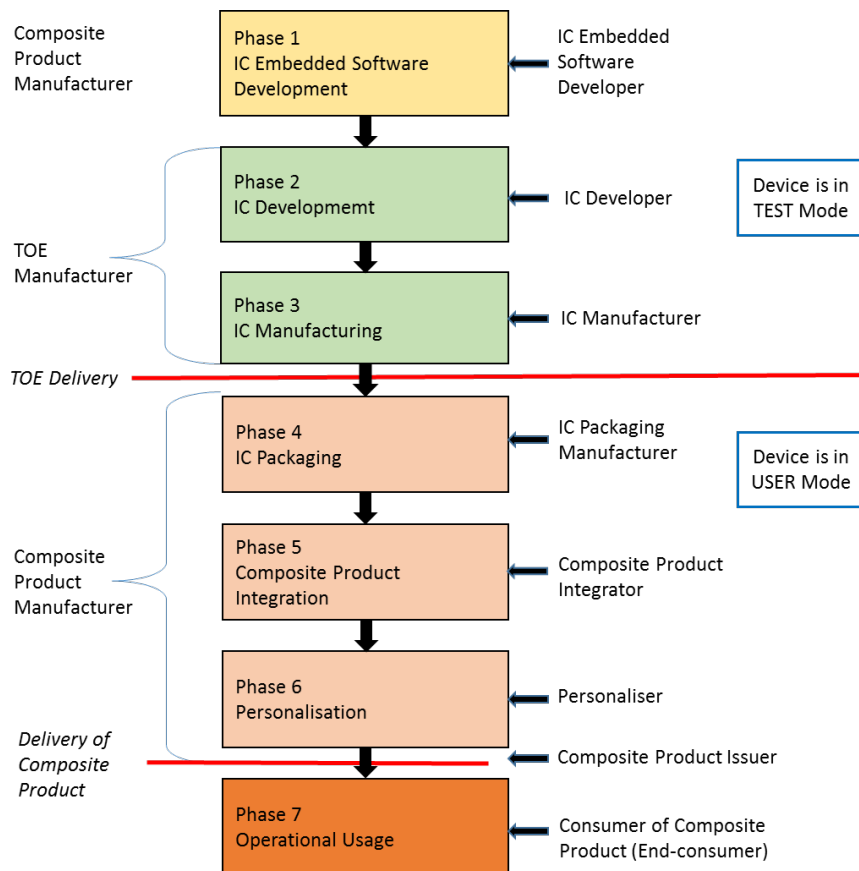 Composite
Product
Manufacturer
Phase 1
IC Embedded Software
Development
IC Embedded
Software
Developer
Phase 2
IC Developmemt
IC Developer
Device is in
TEST Mode
TOE
Manufacturer
Phase 3
IC Manufacturing
IC Manufacturer
TOE Delivery
Phase 4
IC Packaging
IC Packaging
Manufacturer
Device is in
USER Mode
Composite
Product
Manufacturer
Phase 5
Composite Product
Integration
Composite Product
Integrator
Phase 6
Personalisation
Personaliser
Delivery of
Composite
Product
Composite Product Issuer
Phase 7
Operational Usage
Consumer of Composite
Product (End-consumer)